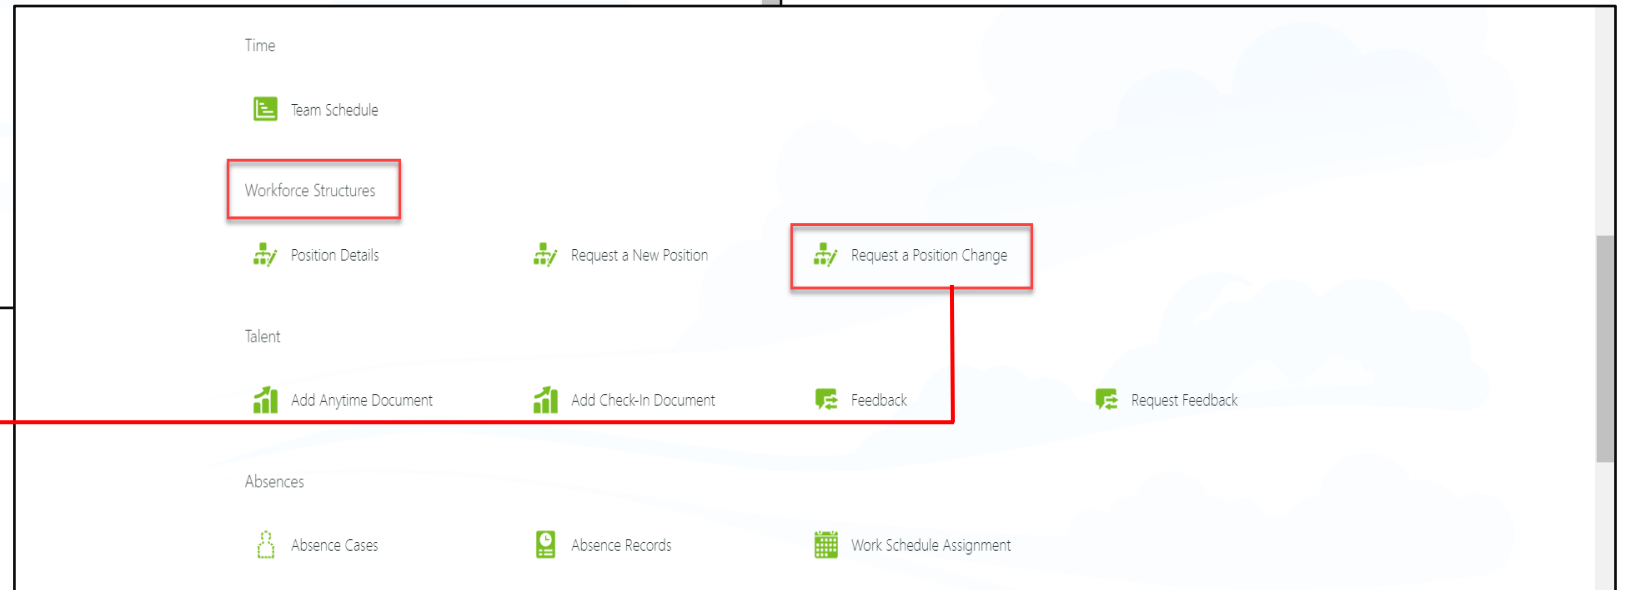 Time
Team Schedule
Workforce Structures
Position Details
Request a New Position
Request a Position Change
Talent
Add Anytime Document
Add Check-In Document
Feedback
Request Feedback
Absences
Absence Cases
Absence Records
Work Schedule Assignment